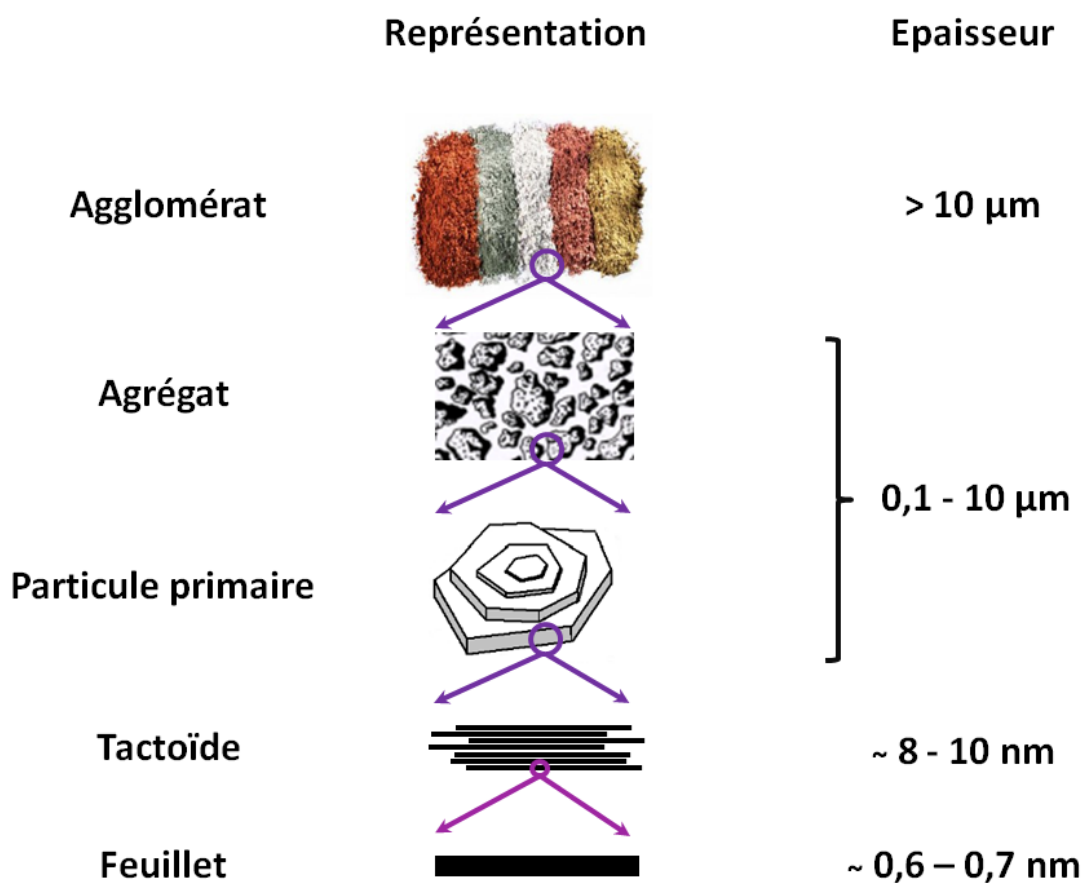 Représentation Epaisseur
Agglomérat > 10 µm
Agrégat
0,1 - 10 µm
Particule primaire
Tactoïde ~ 8 - 10 nm
Feuillet ~ 0,6 – 0,7 nm